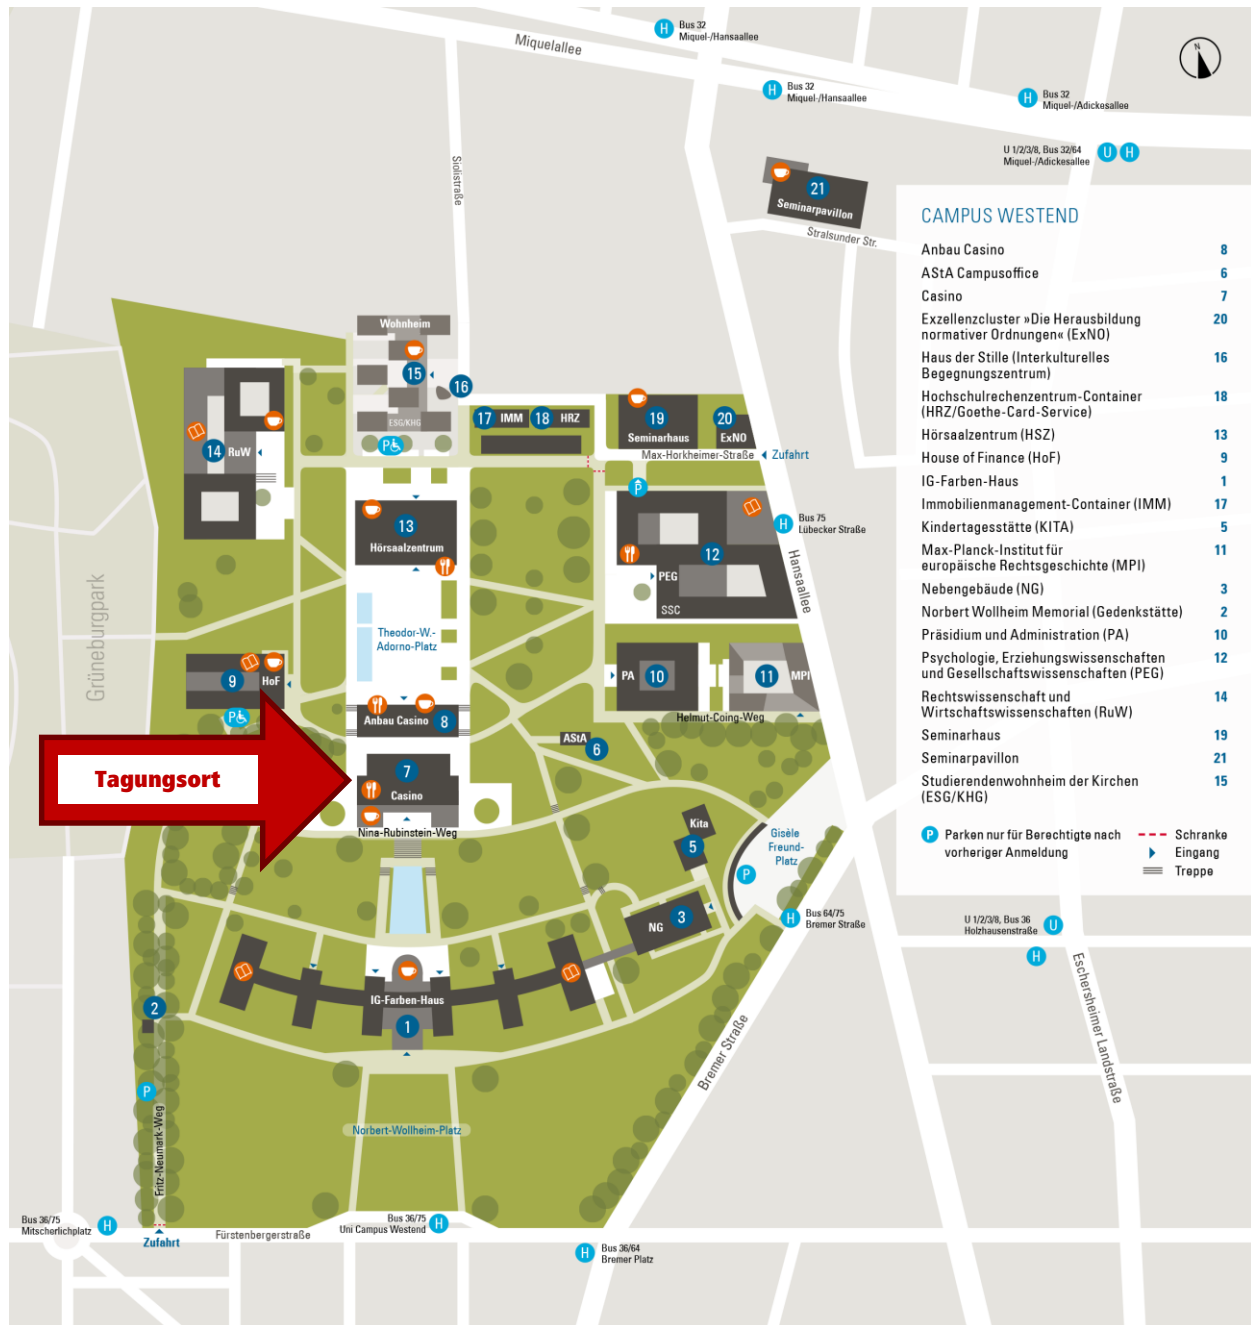 Bus 32
Miquel-/Hansaallee
Miquelallee
N
Bus 32
Miquel-/Hansaallee
Bus 32
Miquel-/Adickesallee
U 1/2/3/8, Bus 32/64
Miquel-/Adickesallee
H
H
H
U
H
Siolistraße
21
Seminarpavillon
Stralsunder Str.
CAMPUS WESTEND
Anbau Casino 8
AStA Campusoffice 6
Casino 7
Exzellenzcluster »Die Herausbildung 20
normativer Ordnungen« (ExNO)
Haus der Stille (Interkulturelles 16
Begegnungszentrum)
Hochschulrechenzentrum-Container 18
(HRZ/Goethe-Card-Service)
Hörsaalzentrum (HSZ) 13
House of Finance (HoF) 9
IG-Farben-Haus 1
Immobilienmanagement-Container (IMM) 17
Kindertagesstätte (KITA) 5
Max-Planck-Institut für 11
europäische Rechtsgeschichte (MPI)
Nebengebäude (NG) 3
Norbert Wollheim Memorial (Gedenkstätte) 2
Präsidium und Administration (PA) 10
Psychologie, Erziehungswissenschaften 12
und Gesellschaftswissenschaften (PEG)
Rechtswissenschaft und 14
Wirtschaftswissenschaften (RuW)
Seminarhaus 19
Seminarpavillon 21
Studierendenwohnheim der Kirchen 15
(ESG/KHG)
P Parken nur für Berechtigte nach
vorheriger Anmeldung
Schranke
Eingang
Treppe
Wohnheim
15
16
ESG/KHG
P
17 IMM
18 HRZ
19
Seminarhaus
20
ExNO
Max-Horkheimer-Straße
Zufahrt
14 RuW
P
13
Hörsaalzentrum
H
Bus 75
Lübecker Straße
12
PEG
SSC
Hansaallee
Grüneburgpark
Theodor-W.-
Adorno-Platz
9 HoF
P
PA 10
11 MPI
Helmut-Coing-Weg
Anbau Casino 8
AStA
6
Tagungsort
7
Casino
Nina-Rubinstein-Weg
Kita
5
Gisèle
Freund-
Platz
P
3
NG
H
Bus 64/75
Bremer Straße
U 1/2/3/8, Bus 36
Holzhausenstraße
U
H
Eschersheimer Landstraße
IG-Farben-Haus
1
2
P
Bremer Straße
Fritz-Neumark-Weg
Norbert-Wollheim-Platz
Bus 36/75
Mitscherlichplatz
H
Zufahrt
Fürstenbergerstraße
Bus 36/75
Uni Campus Westend
H
H
Bus 36/64
Bremer Platz